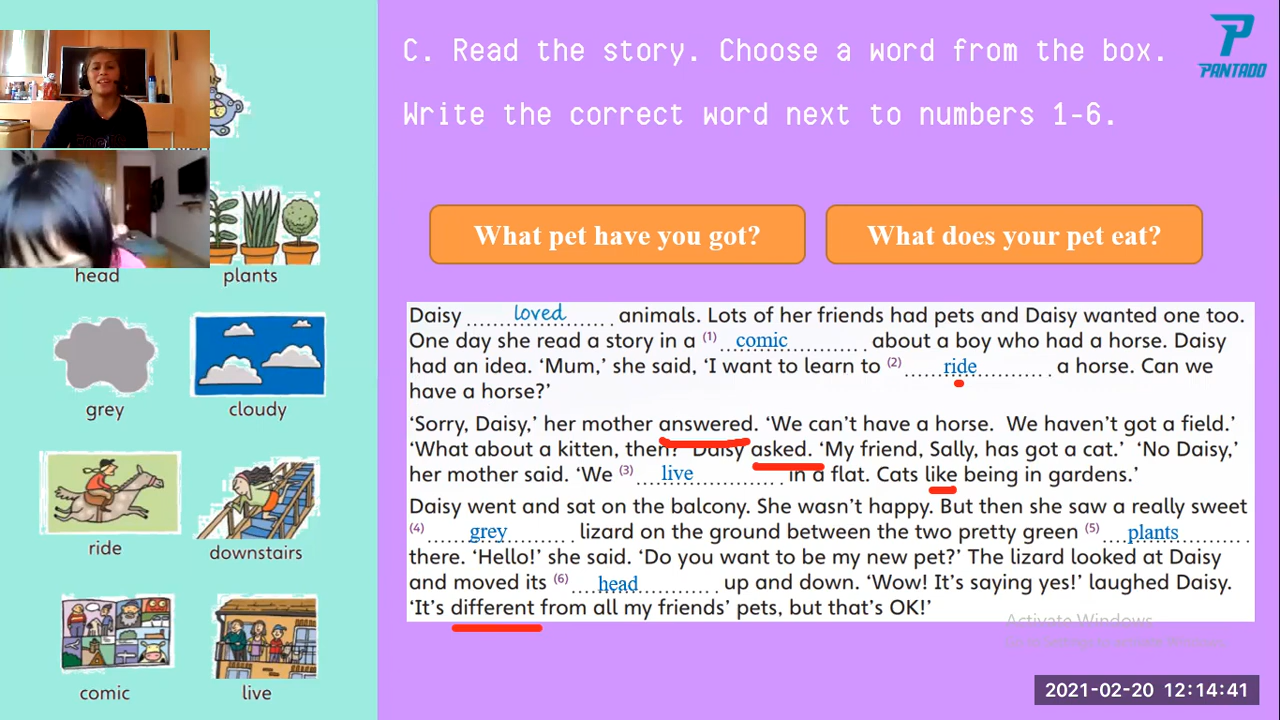 C. Read the story. Choose a word from the box.
Write the correct word next to numbers 1-6.
PANTADO
What pet have you got?
What does your pet eat?
head
plants
grey
cloudy
ride
downstairs
comic
live
Daisy loved animals. Lots of her friends had pets and Daisy wanted one too.
One day she read a story in a (1) comic about a boy who had a horse. Daisy
had an idea. ‘Mum,’ she said, ‘I want to learn to (2) ride a horse. Can we
have a horse?’
‘Sorry, Daisy,’ her mother answered. ‘We can’t have a horse. We haven’t got a field.’
‘What about a kitten, then?’ Daisy asked. ‘My friend, Sally, has got a cat.’ ‘No Daisy,’
her mother said. ‘We (3) live in a flat. Cats like being in gardens.’
Daisy went and sat on the balcony. She wasn’t happy. But then she saw a really sweet
(4) grey lizard on the ground between the two pretty green (5) plants
there. ‘Hello!’ she said. ‘Do you want to be my new pet?’ The lizard looked at Daisy
and moved its (6) head up and down. ‘Wow! It’s saying yes!’ laughed Daisy.
‘It’s different from all my friends’ pets, but that’s OK!’
Activate Windows
2021-02-20 12:14:41